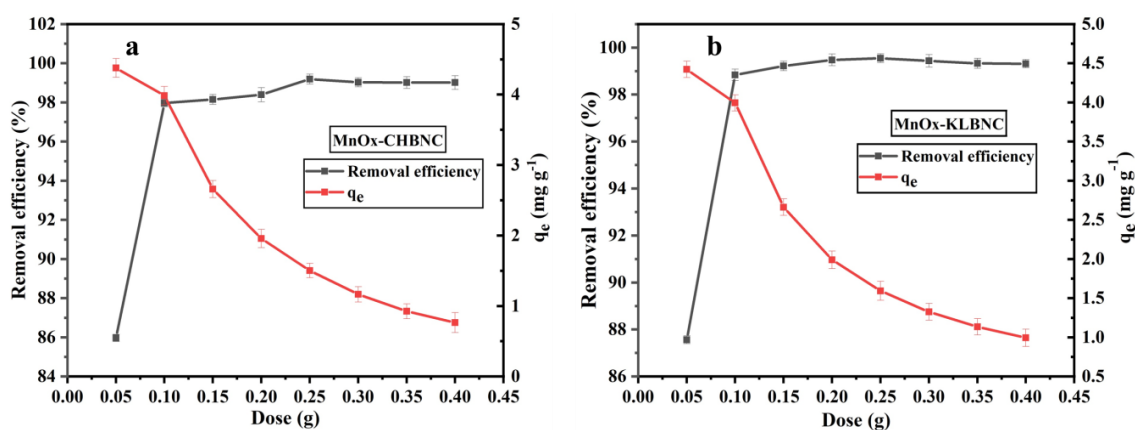 a
MnOx-CHBNC
Removal efficiency
qe
Removal efficiency (%)
102
100
98
96
94
92
90
88
86
84
5
4
3
2
1
0
qe (mg g-1)
0.00 0.05 0.10 0.15 0.20 0.25 0.30 0.35 0.40 0.45
Dose (g)
b
MnOx-KLBNC
Removal efficiency
qe
Removal efficiency (%)
100
98
96
94
92
90
88
86
5.0
4.5
4.0
3.5
3.0
2.5
2.0
1.5
1.0
0.5
qe (mg g-1)
0.00 0.05 0.10 0.15 0.20 0.25 0.30 0.35 0.40 0.45
Dose (g)